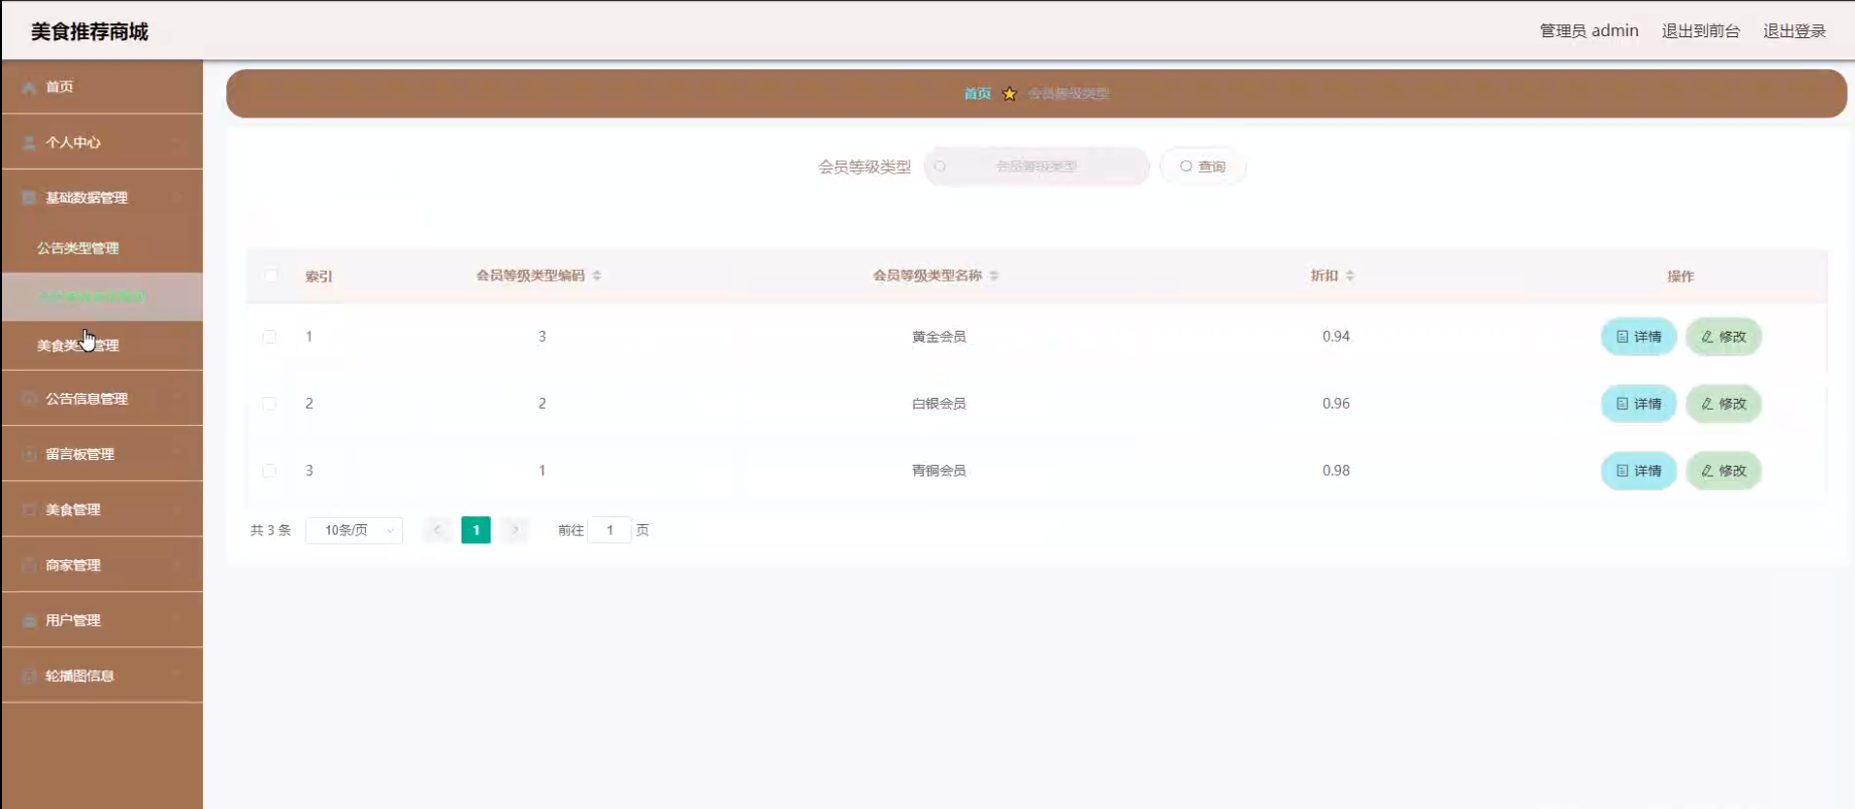 美食推荐商城
管理员 admin 退出到前台 退出登录
首页
个人中心
基础数据管理
公告类型管理
美食类型管理
公告信息管理
留言板管理
美食管理
商家管理
用户管理
轮播图信息
首页 会员等级类型
会员等级类型 会员等级类型 查询
索引 会员等级类型编码 会员等级类型名称 折扣 操作
1 3 黄金会员 0.94 详情 修改
2 2 白银会员 0.96 详情 修改
3 1 青铜会员 0.98 详情 修改
共 3 条 10条/页 1 前往 1 页